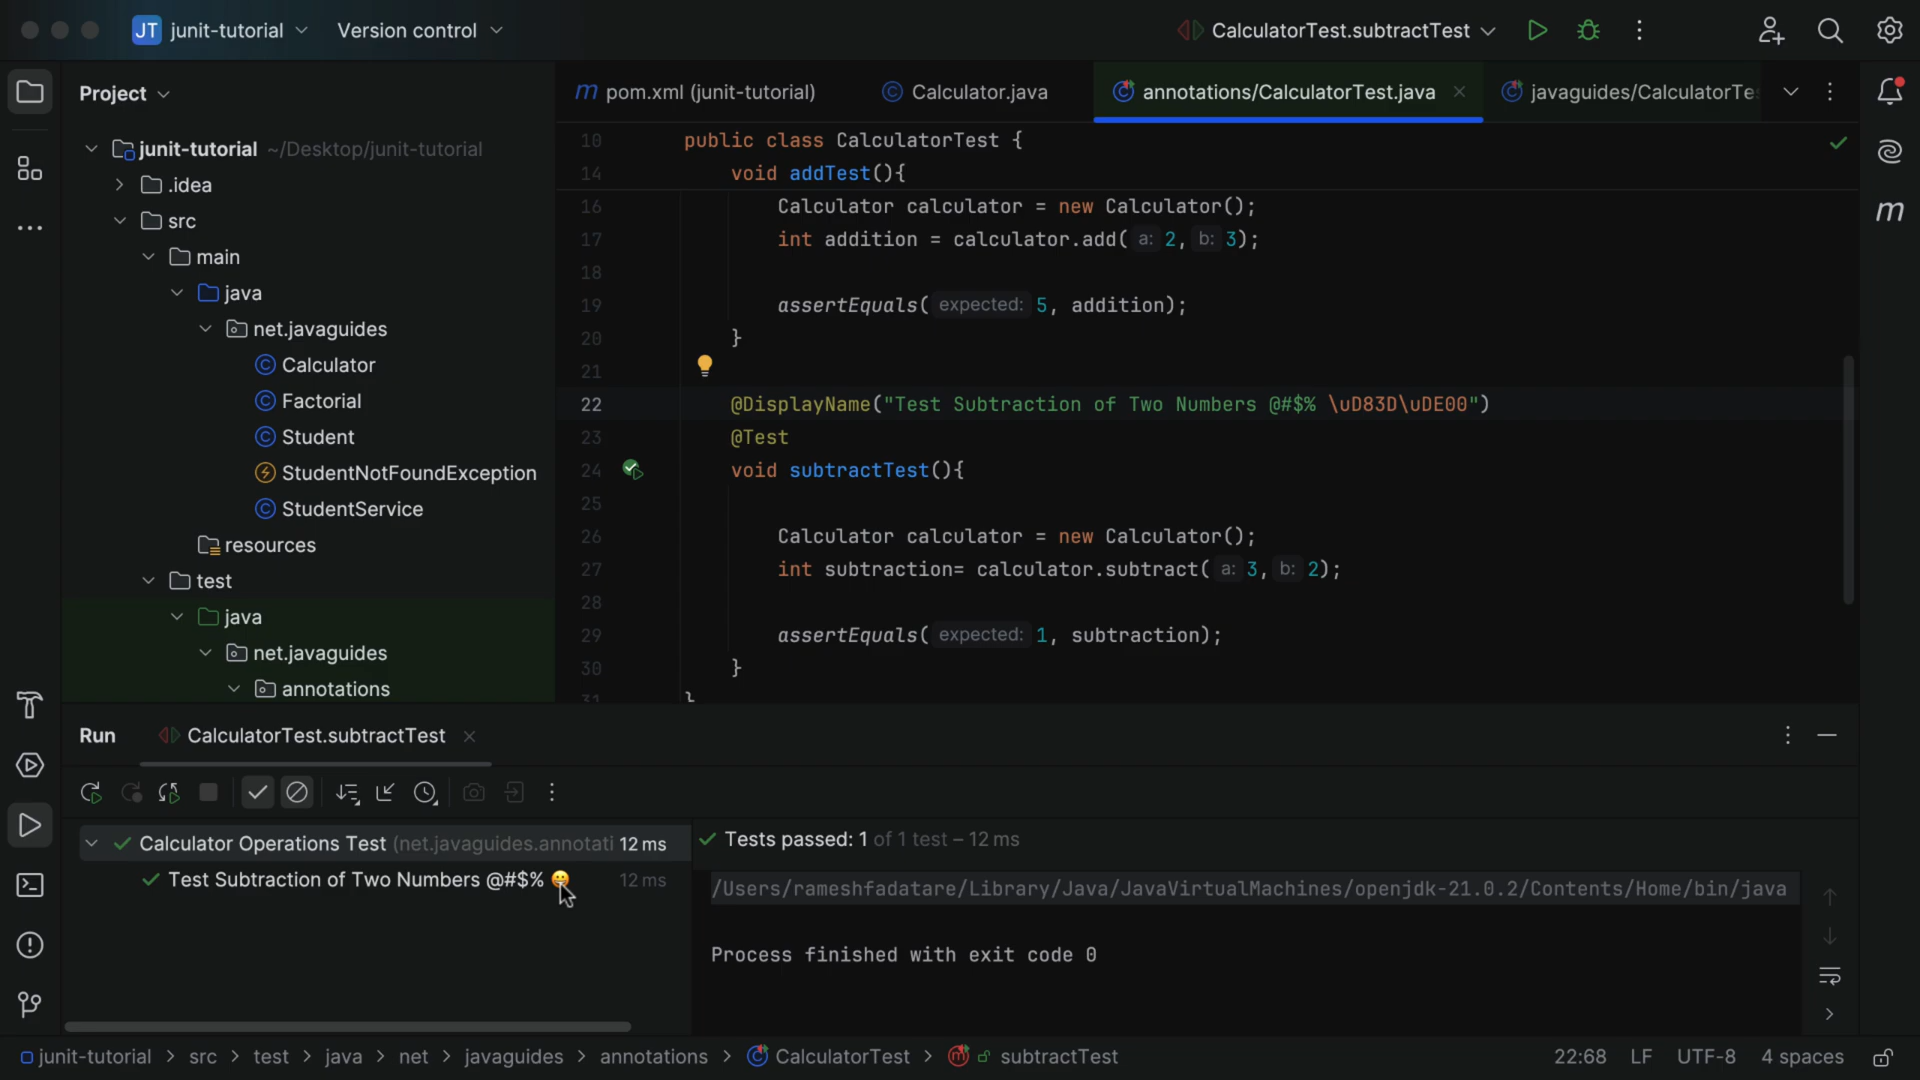 JT junit-tutorial Version control CalculatorTest.subtractTest
Project
junit-tutorial ~/Desktop/junit-tutorial
.idea
src
main
java
net.javaguides
Calculator
Factorial
Student
StudentNotFoundException
StudentService
resources
test
java
net.javaguides
annotations
m pom.xml (junit-tutorial) Calculator.java annotations/CalculatorTest.java javaguides/CalculatorTe
10 public class CalculatorTest {
14 void addTest(){
16 Calculator calculator = new Calculator();
17 int addition = calculator.add( a: 2, b: 3);
18
19 assertEquals( expected: 5, addition);
20 }
21
22 @DisplayName("Test Subtraction of Two Numbers @#$% \uD83D\uDE00")
23 @Test
24 void subtractTest(){
25
26 Calculator calculator = new Calculator();
27 int subtraction= calculator.subtract( a: 3, b: 2);
28
29 assertEquals( expected: 1, subtraction);
30 }
31 }
m
Run CalculatorTest.subtractTest
Calculator Operations Test (net.javaguides.annotati 12 ms
Test Subtraction of Two Numbers @#$% 😀 12 ms
Tests passed: 1 of 1 test – 12 ms
/Users/rameshfadatare/Library/Java/JavaVirtualMachines/openjdk-21.0.2/Contents/Home/bin/java
Process finished with exit code 0
junit-tutorial > src > test > java > net > javaguides > annotations > CalculatorTest > subtractTest 22:68 LF UTF-8 4 spaces